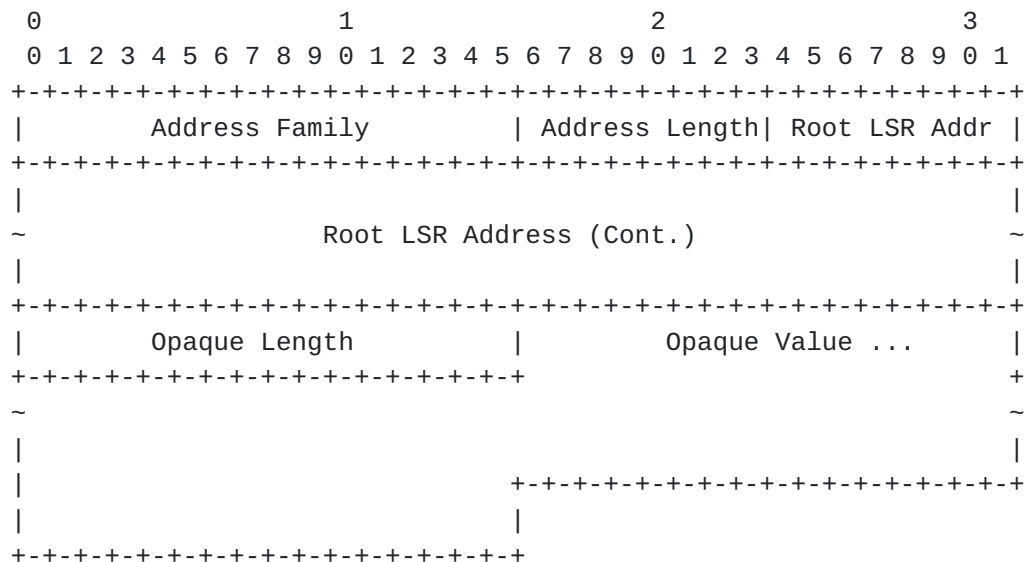 0                   1                   2                   3
 0 1 2 3 4 5 6 7 8 9 0 1 2 3 4 5 6 7 8 9 0 1 2 3 4 5 6 7 8 9 0 1
+-+-+-+-+-+-+-+-+-+-+-+-+-+-+-+-+-+-+-+-+-+-+-+-+-+-+-+-+-+-+-+-+
|        Address Family         | Address Length| Root LSR Addr |
+-+-+-+-+-+-+-+-+-+-+-+-+-+-+-+-+-+-+-+-+-+-+-+-+-+-+-+-+-+-+-+-+
|                                                               |
~                   Root LSR Address (Cont.)                    ~
|                                                               |
+-+-+-+-+-+-+-+-+-+-+-+-+-+-+-+-+-+-+-+-+-+-+-+-+-+-+-+-+-+-+-+-+
|        Opaque Length          |         Opaque Value ...      |
+-+-+-+-+-+-+-+-+-+-+-+-+-+-+-+-+                               +
~                                                               ~
|                                                               |
|                               +-+-+-+-+-+-+-+-+-+-+-+-+-+-+-+-+
|                               |
+-+-+-+-+-+-+-+-+-+-+-+-+-+-+-+-+